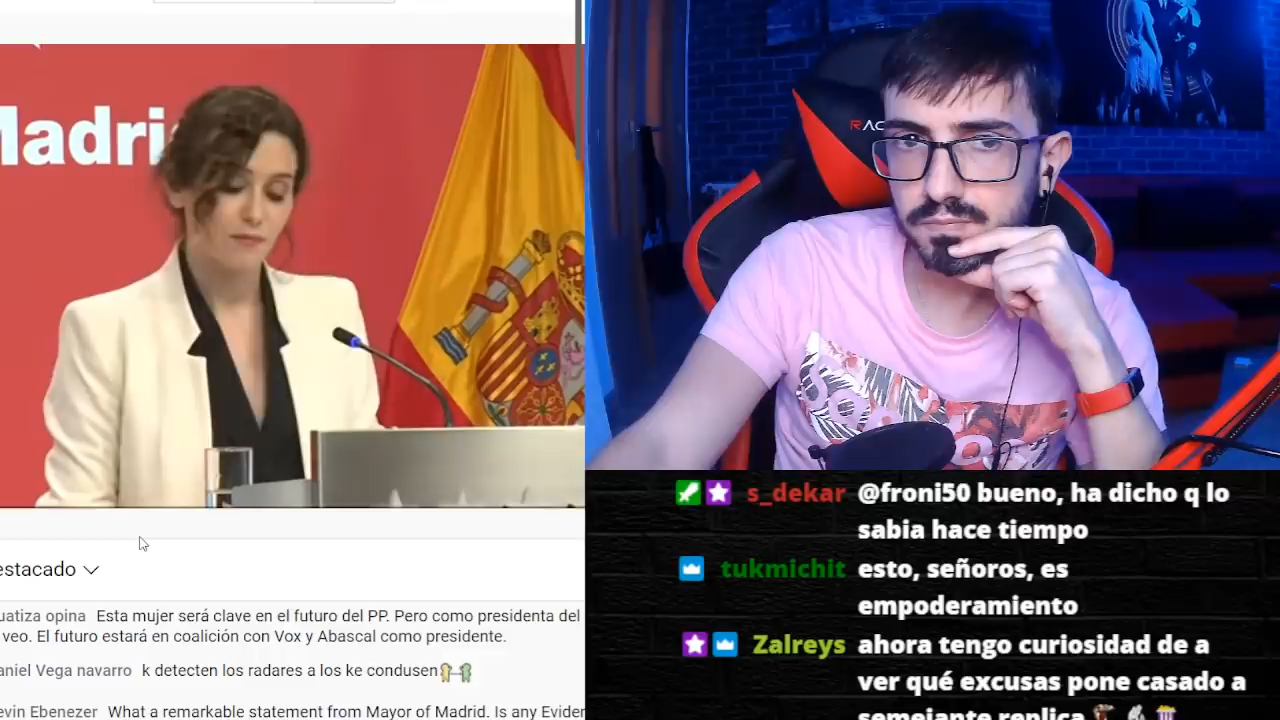 Madri
RAC
estacado
uatiza opina Esta mujer será clave en el futuro del PP. Pero como presidenta del
veo. El futuro estará en coalición con Vox y Abascal como presidente.
aniel Vega navarro k detecten los radares a los ke condusen
evin Ebenezer What a remarkable statement from Mayor of Madrid. Is any Eviden
s_dekar @froni50 bueno, ha dicho q lo
sabia hace tiempo
tukmichit esto, señoros, es
empoderamiento
Zalreys ahora tengo curiosidad de a
ver qué excusas pone casado a
semejante replica